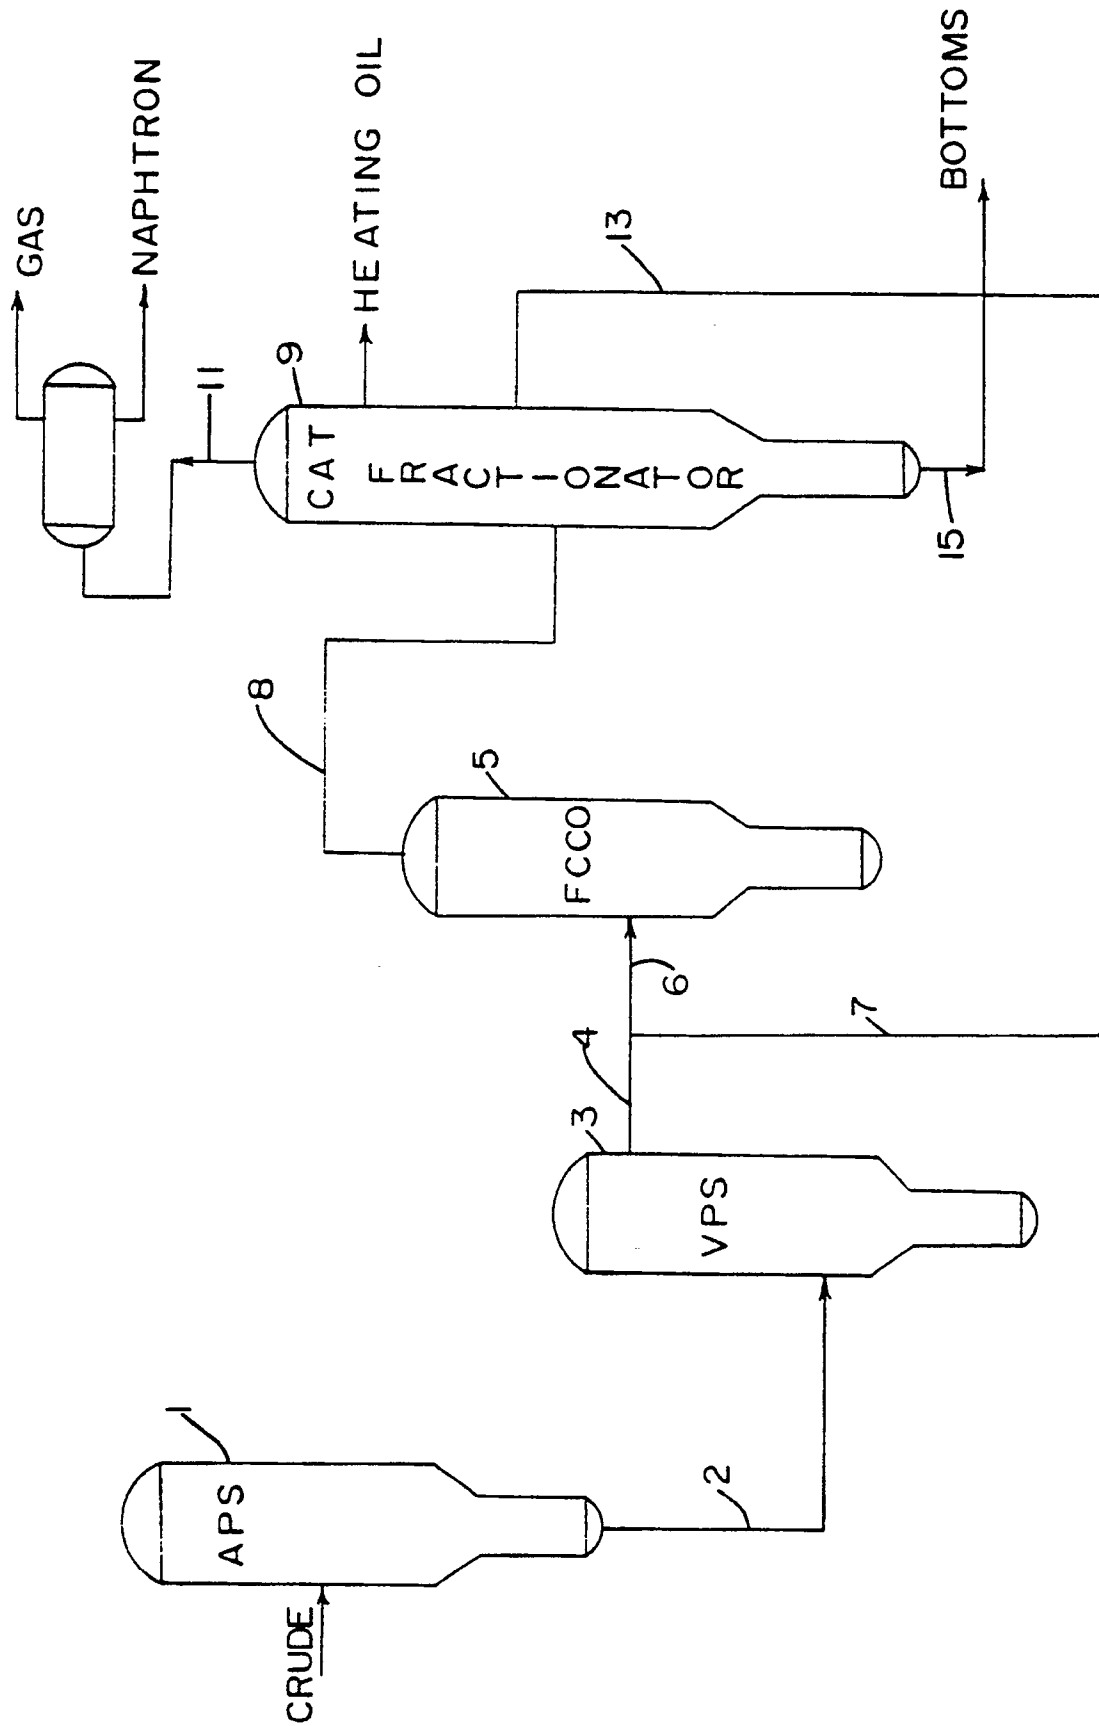 CRUDE
APS
1
2
VPS
3
4
6
7
FCCO
5
8
CAT
FRACTIONATOR
9
11
GAS
NAPHTRON
HEATING OIL
13
15
BOTTOMS